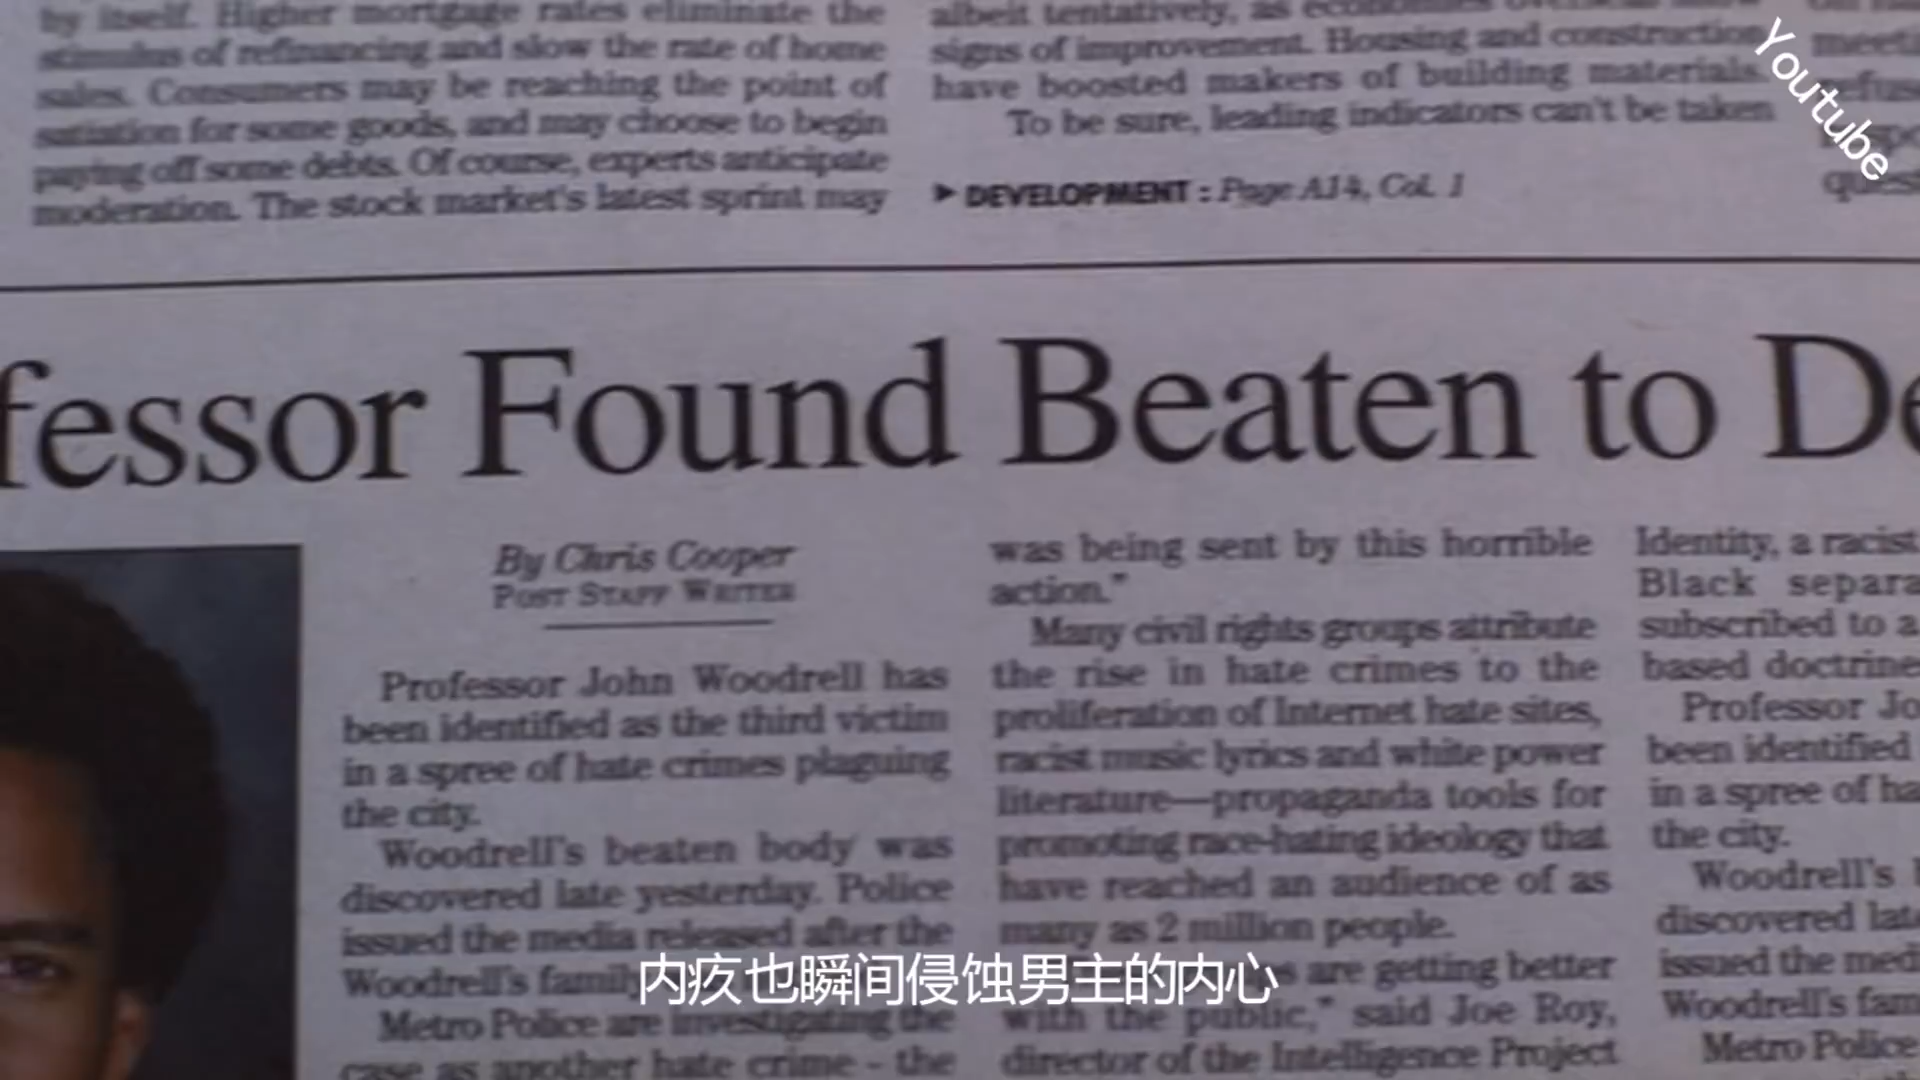 by itself. Higher mortgage rates eliminate the
stimulus of refinancing and slow the rate of home
sales. Consumers may be reaching the point of
satiation for some goods, and may choose to begin
paying off some debts. Of course, experts anticipate
moderation. The stock market's latest sprint may
albeit tentatively, as economies overseas show
signs of improvement. Housing and construction
have boosted makers of building materials.
To be sure, leading indicators can't be taken
DEVELOPMENT : Page A14, Col. 1
Youtube
fessor Found Beaten to De
By Chris Cooper
POST STAFF WRITER
Professor John Woodrell has
been identified as the third victim
in a spree of hate crimes plaguing
the city.
Woodrell's beaten body was
discovered late yesterday. Police
issued the media released after the
Woodrell's family
Metro Police are investigating the
case as another hate crime - the
was being sent by this horrible
action."
Many civil rights groups attribute
the rise in hate crimes to the
proliferation of Internet hate sites,
racist music lyrics and white power
literature—propaganda tools for
promoting race-hating ideology that
have reached an audience of as
many as 2 million people.
s are getting better
with the public," said Joe Roy,
director of the Intelligence Project
Identity, a racist
Black separa
subscribed to a
based doctrine
Professor Jo
been identified
in a spree of ha
the city.
Woodrell's
discovered late
issued the med
Woodrell's fam
Metro Police
内疚也瞬间侵蚀男主的内心